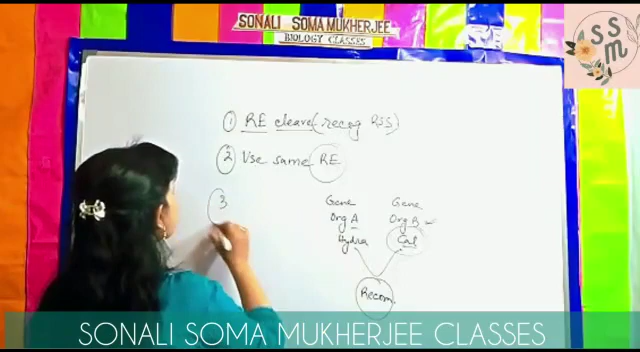 SONALI SOMA MUKHERJEE
BIOLOGY CLASSES
S S
M
① RE cleave (recog RSS)
② Use same RE
3
Gene Gene
Org A Org B
Hydra Cat
Recom
SONALI SOMA MUKHERJEE CLASSES